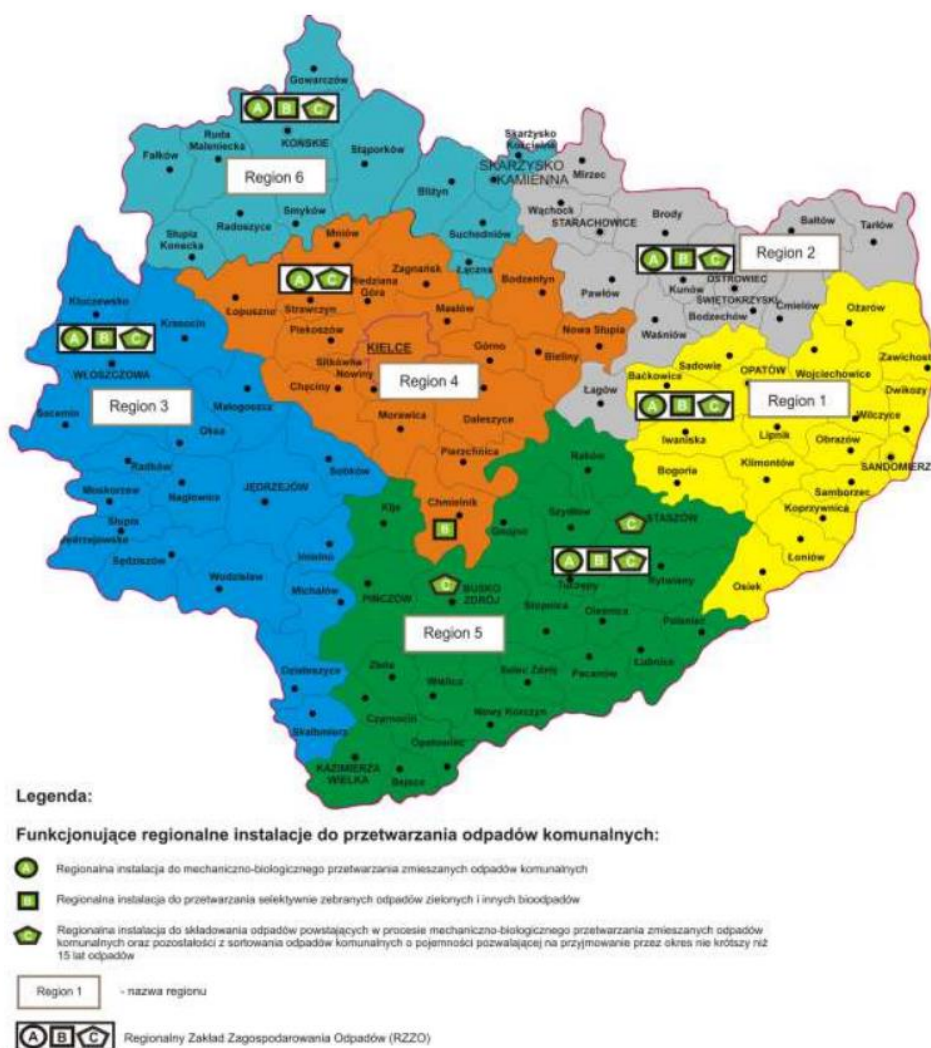 Gowarczów
A B C
KOŃSKIE
Ruda
Maleniecka
Fałków
Stąporków
Region 6
Skarżysko
Kościelne
SKARŻYSKO
KAMIENNA
Mirzec
Bliżyn
Smyków
Radoszyce
Słupia
Konecka
Suchedniów
Łączna
Wąchock
STARACHOWICE
Brody
Bałtów
Tarłów
A B C
Region 2
Kunów
OSTROWIEC
ŚWIĘTOKRZYSKI
Bodzechów
Ćmielów
Pawłów
Waśniów
Łagów
Mniów
A C
Zagnańsk
Bodzentyn
Łopuszno
Strawczyn
Miedziana
Góra
Masłów
Piekoszów
KIELCE
Górno
Bieliny
Nowa Słupia
Sitkówka
Nowiny
Chęciny
Region 4
Morawica
Daleszyce
Pierzchnica
Chmielnik
B
Kluczewsko
Krasocin
A B C
WŁOSZCZOWA
Region 3
Małogoszcz
Secemin
Oksa
Radków
Sobków
Moskorzew
Nagłowice
JĘDRZEJÓW
Słupia
Jędrzejowska
Sędziszów
Imielno
Wodzisław
Michałów
Działoszyce
Skalbmierz
Ożarów
Sadowie
Baćkowice
OPATÓW
Wojciechowice
Zawichost
Dwikozy
A B C
Region 1
Wilczyce
Iwaniska
Lipnik
Obrazów
SANDOMIERZ
Bogoria
Klimontów
Samborzec
Koprzywnica
Łoniów
Osiek
Raków
Kije
Gnojno
Szydłów
C
STASZÓW
A B C
Tuczępy
Rytwiany
PIŃCZÓW
C
BUSKO
ZDRÓJ
Stopnica
Oleśnica
Połaniec
Region 5
Łubnice
Pacanów
Złota
Wiślica
Solec Zdrój
Czarnocin
Nowy Korczyn
Opatowiec
KAZIMIERZA
WIELKA
Bejsce
Legenda:
Funkcjonujące regionalne instalacje do przetwarzania odpadów komunalnych:
A Regionalna instalacja do mechaniczno-biologicznego przetwarzania zmieszanych odpadów komunalnych
B Regionalna instalacja do przetwarzania selektywnie zebranych odpadów zielonych i innych bioodpadów
C Regionalna instalacja do składowania odpadów powstających w procesie mechaniczno-biologicznego przetwarzania zmieszanych odpadów
komunalnych oraz pozostałości z sortowania odpadów komunalnych o pojemności pozwalającej na przyjmowanie przez okres nie krótszy niż
15 lat odpadów
Region 1 - nazwa regionu
A B C Regionalny Zakład Zagospodarowania Odpadów (RZZO)